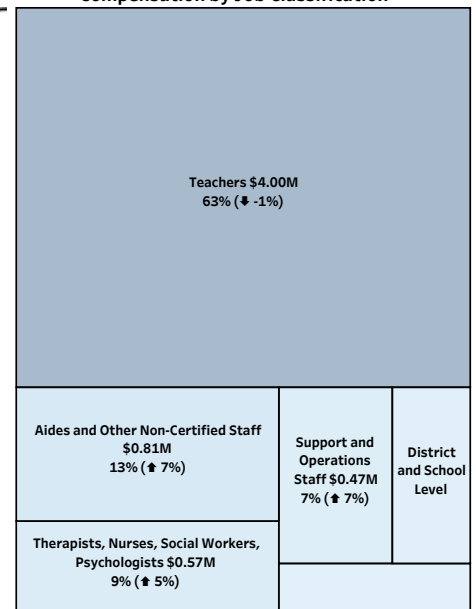 Compensation by Job Classification
Teachers $4.00M
63% (⬇ -1%)
Aides and Other Non-Certified Staff
$0.81M
13% (⬆ 7%)
Support and
Operations
Staff $0.47M
7% (⬆ 7%)
District
and School
Level
Therapists, Nurses, Social Workers,
Psychologists $0.57M
9% (⬆ 5%)